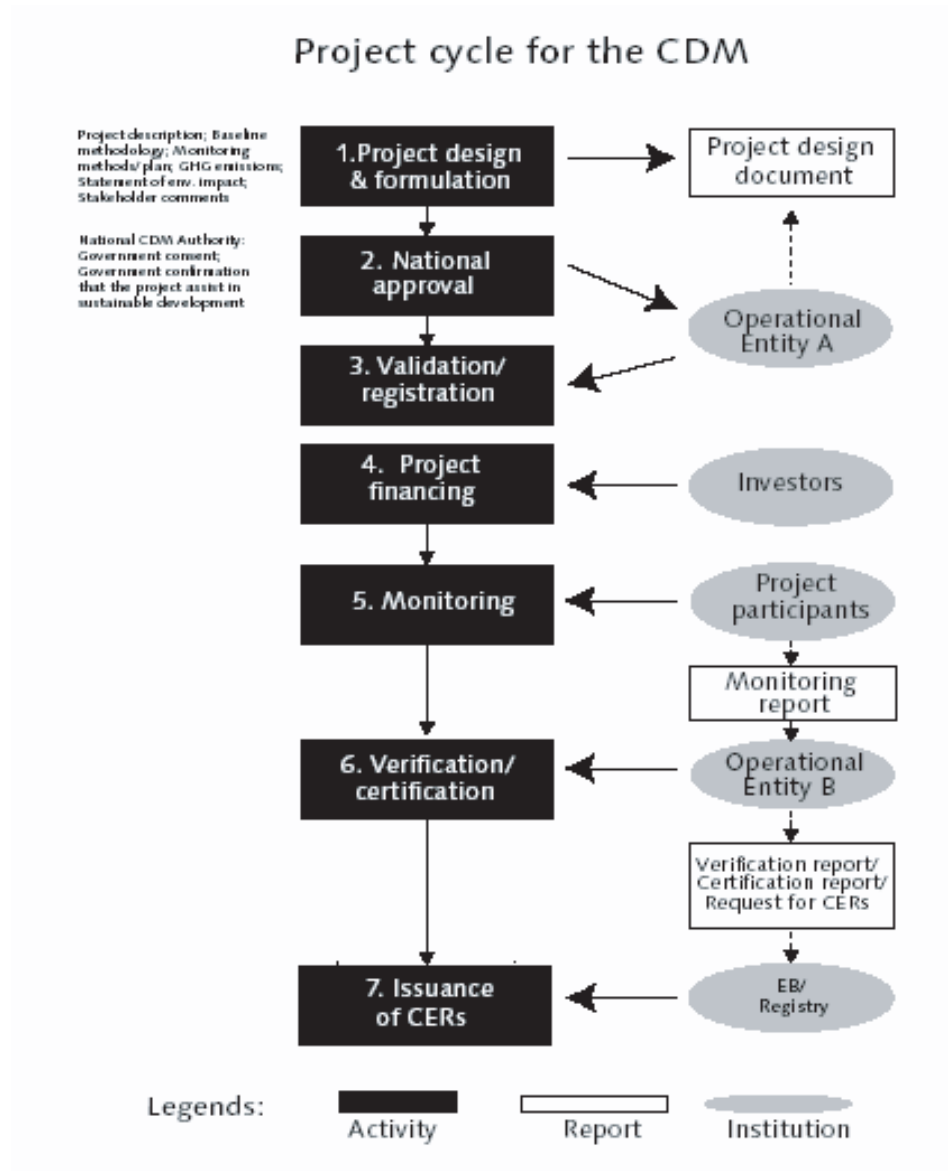 Project cycle for the CDM
Project description; Baseline
methodology; Monitoring
methods/plan; GHG emissions;
Statement of env. impact;
Stakeholder comments
1.Project design
& formulation
Project design
document
National CDM Authority:
Government consent;
Government confirmation
that the project assist in
sustainable development
2. National
approval
Operational
Entity A
3. Validation/
registration
4. Project
financing
Investors
5. Monitoring
Project
participants
Monitoring
report
6. Verification/
certification
Operational
Entity B
Verification report/
Certification report/
Request for CERs
7. Issuance
of CERs
EB/
Registry
Legends:
Activity
Report
Institution